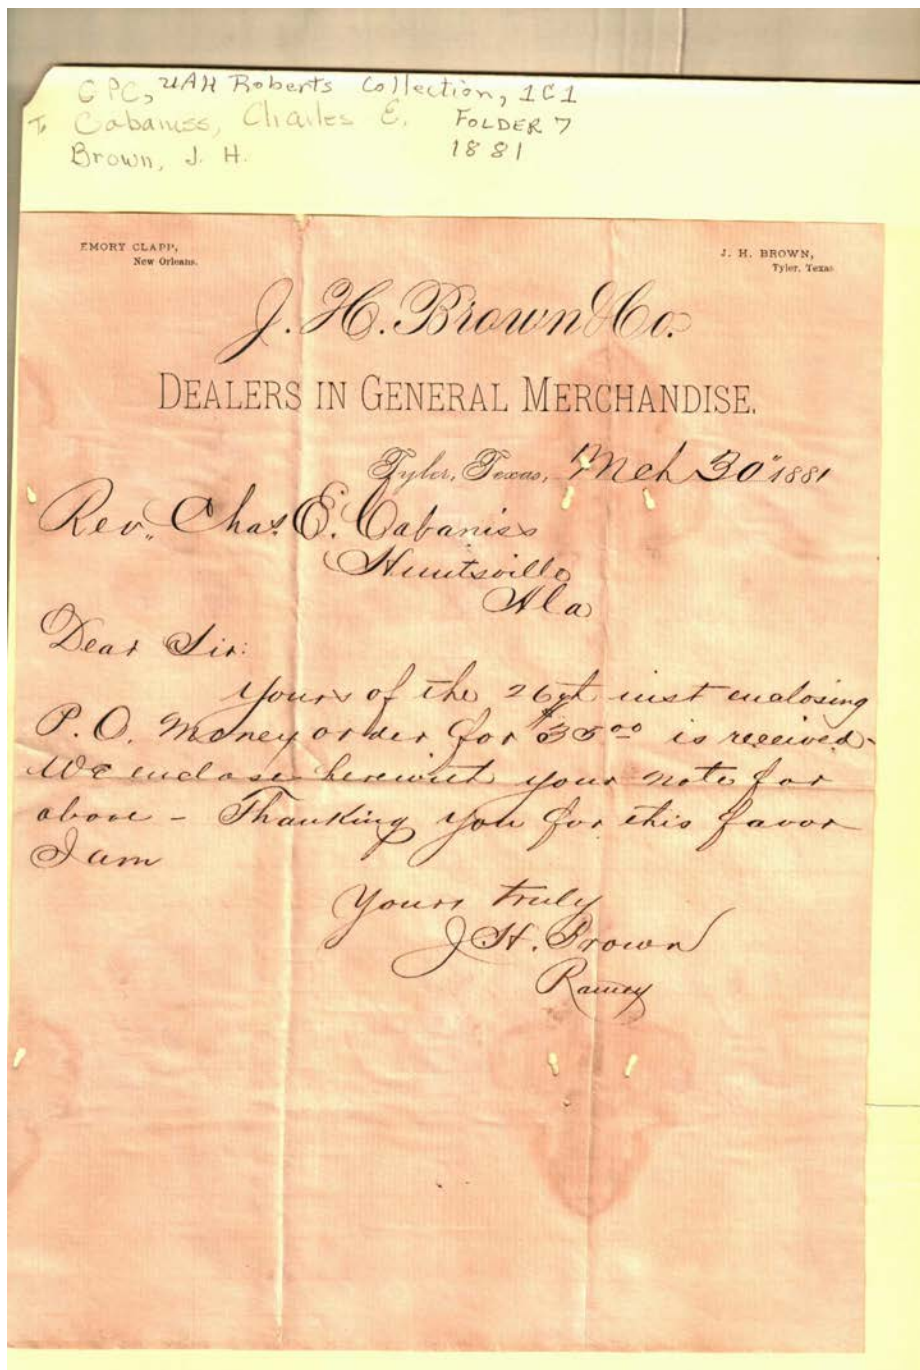 CPC, UAH Roberts Collection, 1C1
To Cabaniss, Charles E. FOLDER 7
Brown, J. H. 1881
EMORY CLAPP,
New Orleans.
J. H. BROWN,
Tyler, Texas
J. H. Brown & Co.
DEALERS IN GENERAL MERCHANDISE.
Tyler, Texas, Mch 30" 1881
Rev. Chas. E. Cabaniss
Huntsville
Ala
Dear Sir:
Yours of the 26th inst enclosing
P.O. Money order for $35.00 is received -
We enclose herewith your note for
above - Thanking you for this favor
I am
Yours truly
J H. Brown
Ramey